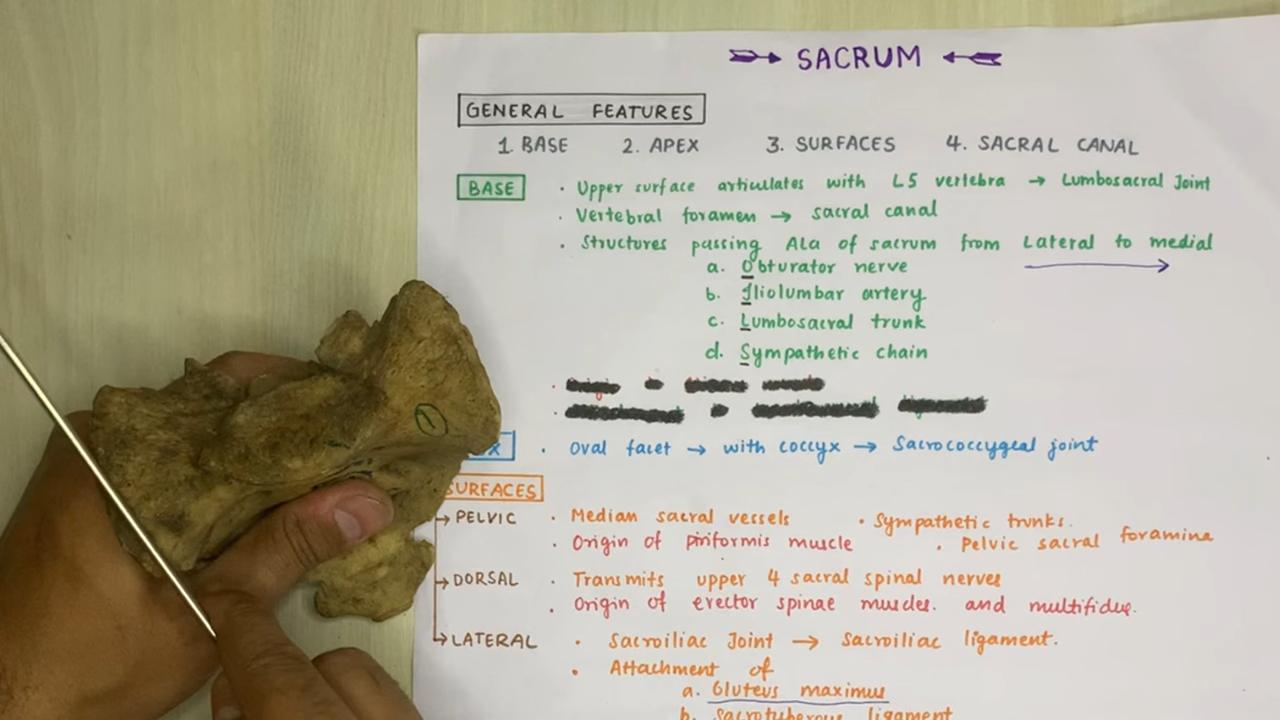 SACRUM
GENERAL FEATURES
1. BASE 2. APEX 3. SURFACES 4. SACRAL CANAL
BASE · Upper surface articulates with L5 vertebra → Lumbosacral Joint
· Vertebral foramen → sacral canal
· Structures passing Ala of sacrum from Lateral to medial
a. Obturator nerve
b. Iliolumbar artery
c. Lumbosacral trunk
d. Sympathetic chain
X · Oval facet → with coccyx → Sacrococcygeal joint
SURFACES
→ PELVIC · Median sacral vessels · Sympathetic trunks.
· Origin of piriformis muscle · Pelvic sacral foramina
→ DORSAL · Transmits upper 4 sacral spinal nerves
· Origin of erector spinae muscles. and multifidus.
→ LATERAL · Sacroiliac Joint → Sacroiliac ligament.
· Attachment of
a. Gluteus maximus
b. Sacrotuberous ligament
1